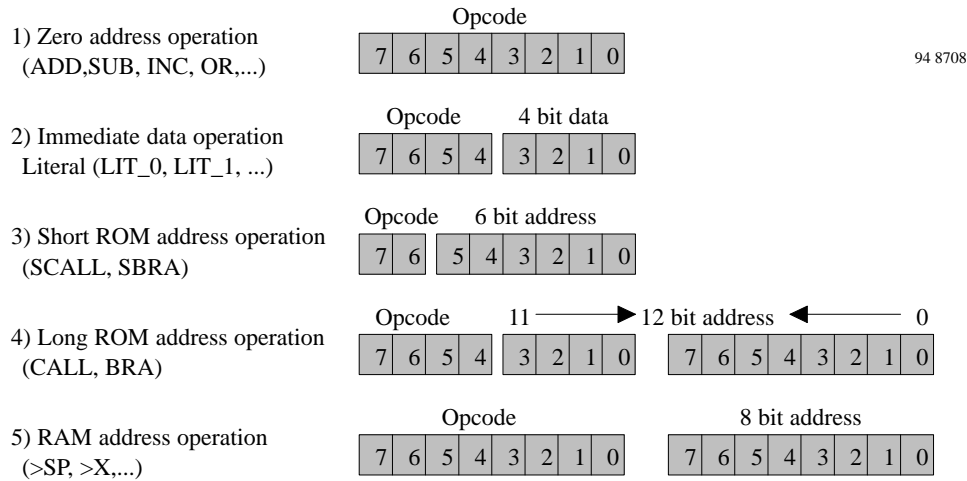 Opcode
1) Zero address operation
(ADD,SUB, INC, OR,...)
7 6 5 4 3 2 1 0
94 8708
Opcode 4 bit data
2) Immediate data operation
Literal (LIT_0, LIT_1, ...)
7 6 5 4 3 2 1 0
Opcode 6 bit address
3) Short ROM address operation
(SCALL, SBRA)
7 6 5 4 3 2 1 0
Opcode 11 12 bit address 0
4) Long ROM address operation
(CALL, BRA)
7 6 5 4 3 2 1 0 7 6 5 4 3 2 1 0
Opcode 8 bit address
5) RAM address operation
(>SP, >X,...)
7 6 5 4 3 2 1 0 7 6 5 4 3 2 1 0